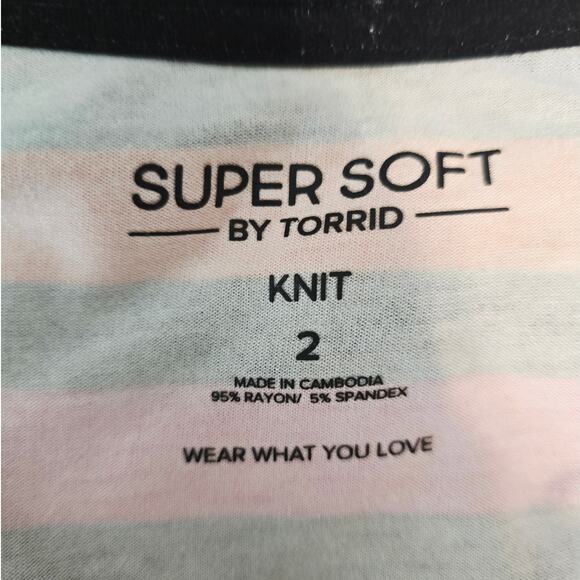 SUPER SOFT
BY TORRID
KNIT
2
MADE IN CAMBODIA
95% RAYON/ 5% SPANDEX
WEAR WHAT YOU LOVE